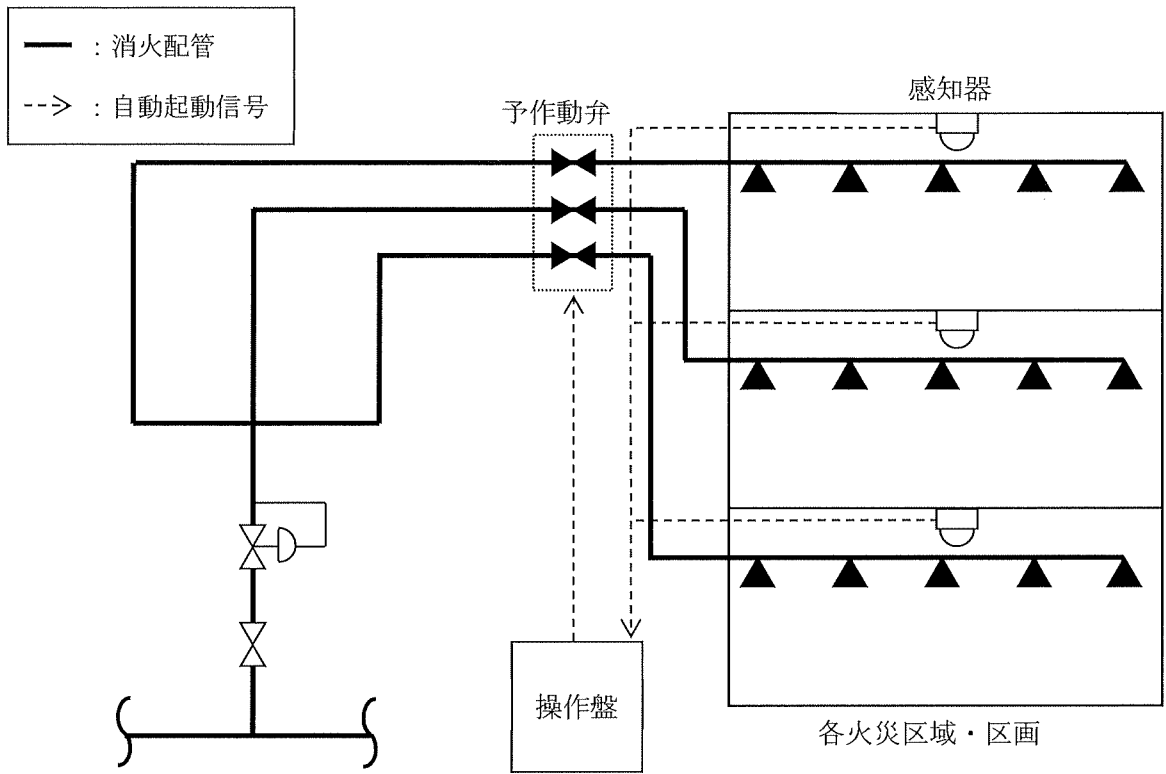 ：消火配管
：自動起動信号
予作動弁
感知器
操作盤
各火災区域・区画